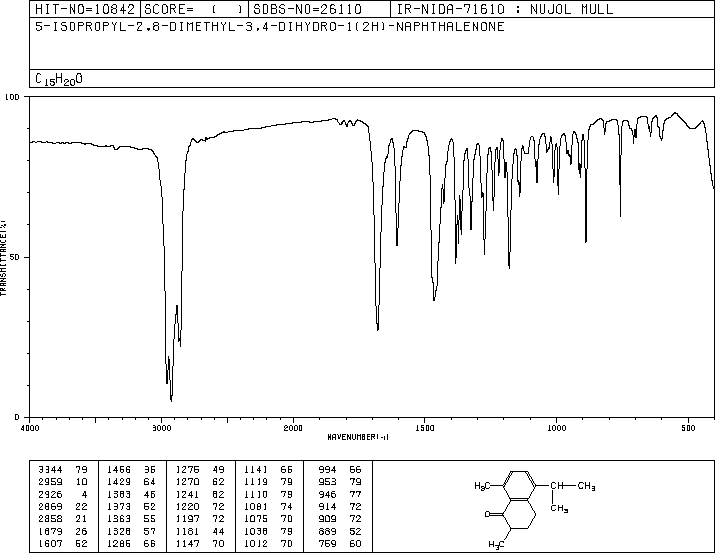 HIT-NO=10842 SCORE= ( ) SDBS-NO=26110 IR-NIDA-71610 : NUJOL MULL
5-ISOPROPYL-2,8-DIMETHYL-3,4-DIHYDRO-1(2H)-NAPHTHALENONE
C15H20O
100
50
0
TRANSMITTANCE(%)
4000 3000 2000 1500 1000 500
WAVENUMBER(-1)
3344 79 1466 35 1275 49 1141 66 994 66
2959 10 1429 64 1270 62 1119 79 953 79
2926 4 1383 46 1241 62 1110 79 946 77
2869 22 1373 52 1220 72 1081 74 914 72
2858 21 1363 55 1197 72 1075 70 909 72
1679 26 1328 57 1181 44 1038 79 889 52
1607 52 1285 66 1147 70 1012 70 759 60
H3C
CH
CH3
CH3
O
H3C